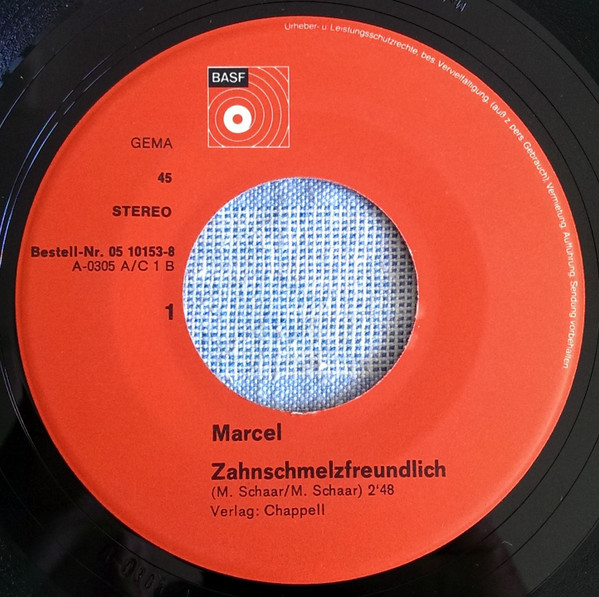 BASF
Urheber- u. Leistungsschutzrechte, bes. Vervielfältigung, (auß z pers Gebrauch) Vermietung. Aufführung. Sendung vorbehalten
GEMA
45
STEREO
Bestell-Nr. 05 10153-8
A-0305 A/C 1 B
1
Marcel
Zahnschmelzfreundlich
(M. Schaar/M. Schaar) 2'48
Verlag: Chappell